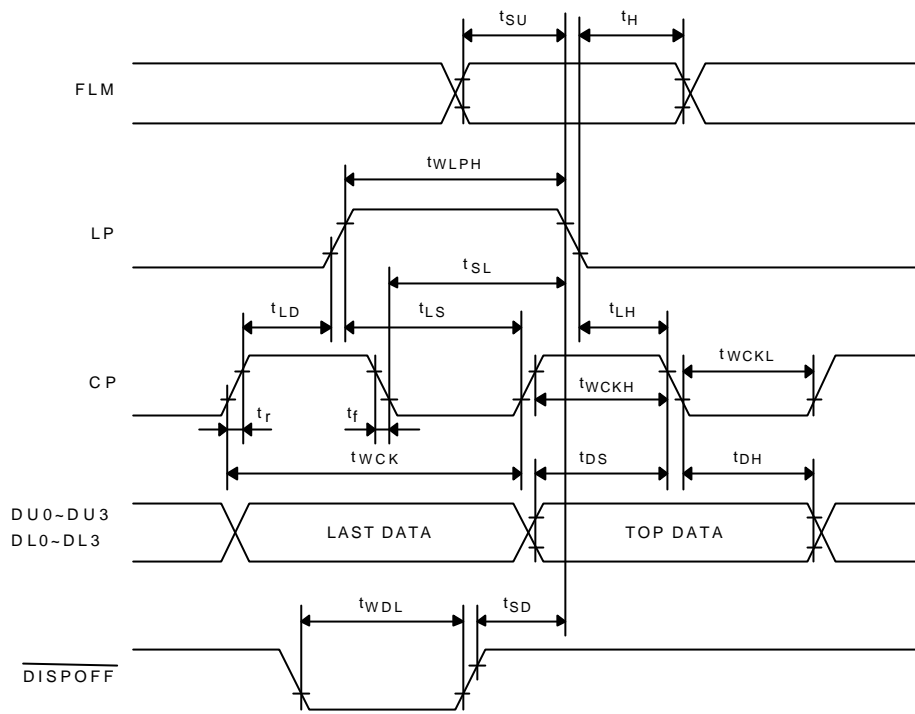 tSU
tH
FLM
tWLPH
LP
tSL
tLD
tLS
tLH
tWCKL
CP
tWCKH
tr
tf
tWCK
tDS
tDH
DU0~DU3
DL0~DL3
LAST DATA
TOP DATA
tWDL
tSD
DISPOFF